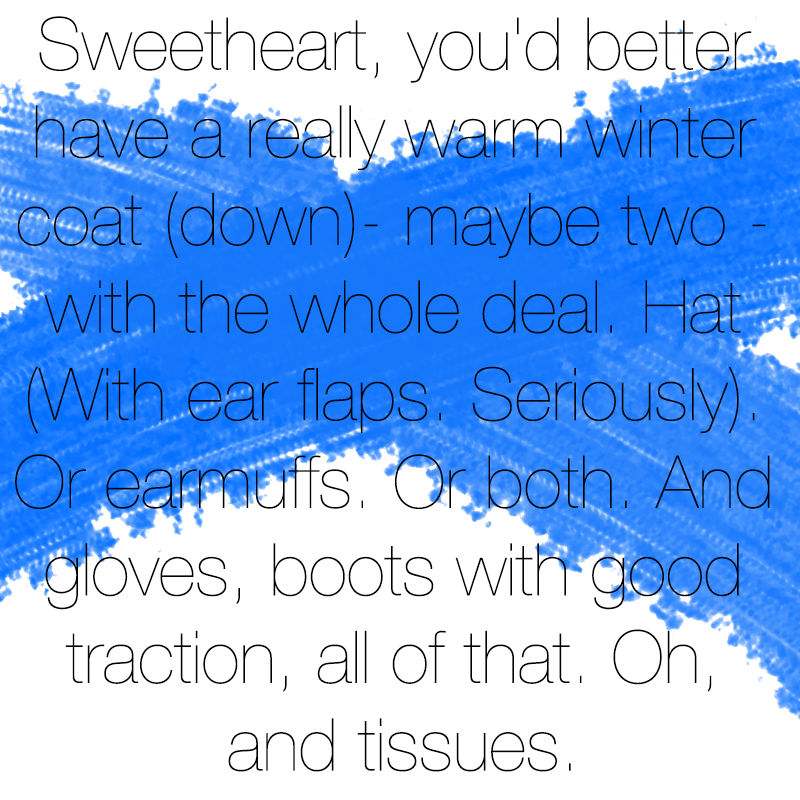 Sweetheart, you'd better
have a really warm winter
coat (down)- maybe two -
with the whole deal. Hat
(With ear flaps. Seriously).
Or earmuffs. Or both. And
gloves, boots with good
traction, all of that. Oh,
and tissues.